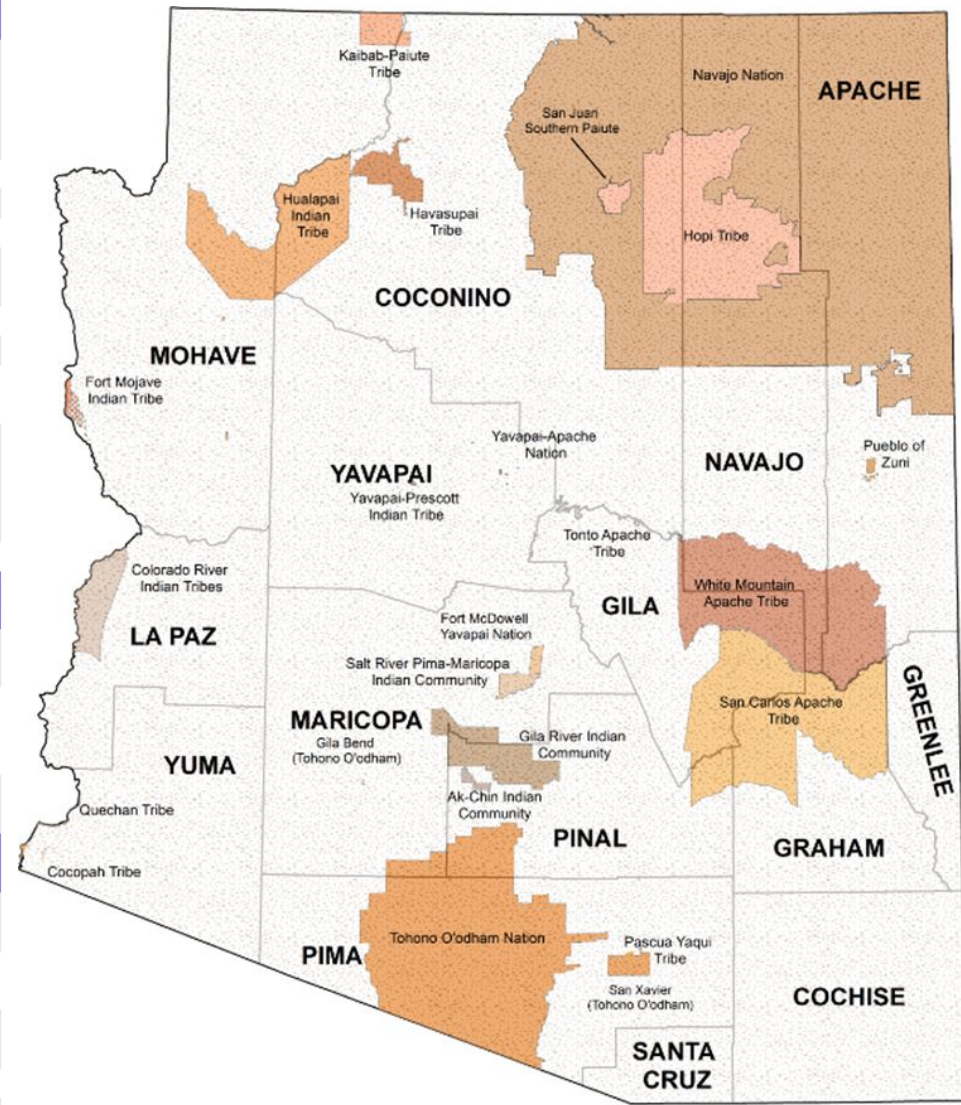 Kaibab-Paiute
Tribe
Navajo Nation
APACHE
San Juan
Southern Paiute
Hualapai
Indian
Tribe
Havasupai
Tribe
Hopi Tribe
COCONINO
MOHAVE
Fort Mojave
Indian Tribe
Yavapai-Apache
Nation
Pueblo of
Zuni
NAVAJO
YAVAPAI
Yavapai-Prescott
Indian Tribe
Tonto Apache
Tribe
Colorado River
Indian Tribes
White Mountain
Apache Tribe
GILA
LA PAZ
Fort McDowell
Yavapai Nation
Salt River Pima-Maricopa
Indian Community
GREENLEE
San Carlos Apache
Tribe
MARICOPA
Gila Bend
(Tohono O'odham)
Gila River Indian
Community
YUMA
Ak-Chin Indian
Community
Quechan Tribe
PINAL
GRAHAM
Cocopah Tribe
Tohono O'odham Nation
Pascua Yaqui
Tribe
PIMA
San Xavier
(Tohono O'odham)
COCHISE
SANTA
CRUZ